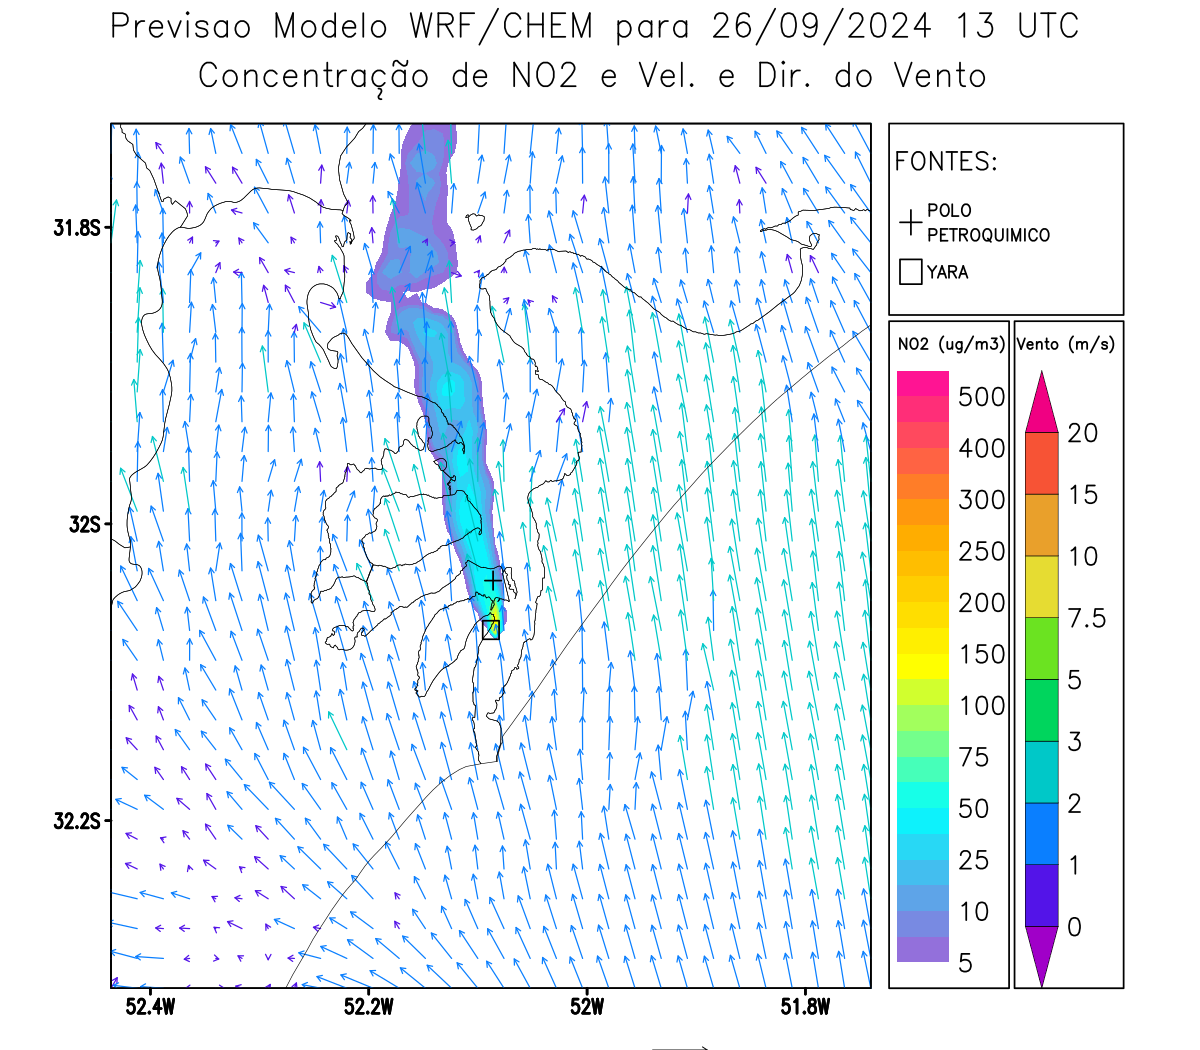 Previsao Modelo WRF/CHEM para 26/09/2024 13 UTC
Concentração de NO2 e Vel. e Dir. do Vento
FONTES:
POLO
PETROQUIMICO
YARA
NO2 (ug/m3)
500
400
300
250
200
150
100
75
50
25
10
5
Vento (m/s)
20
15
10
7.5
5
3
2
1
0
31.8S
32S
32.2S
52.4W
52.2W
52W
51.8W